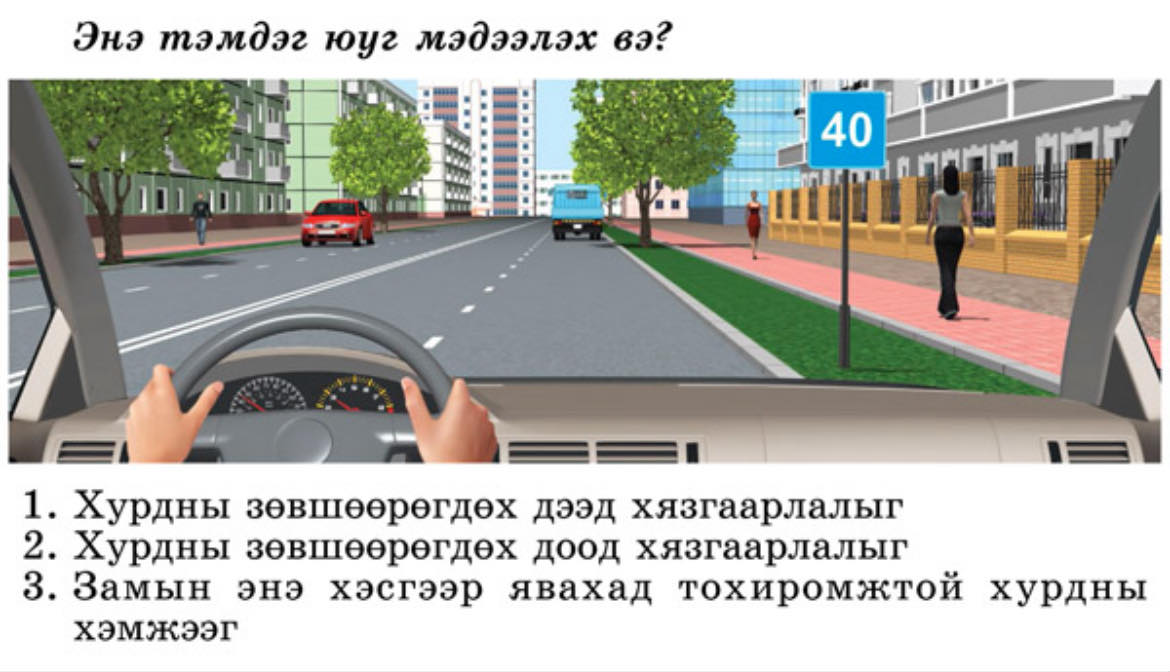 Энэ тэмдэг юуг мэдээлэх вэ?
40
1. Хурдны зөвшөөрөгдөх дээд хязгаарлалыг
2. Хурдны зөвшөөрөгдөх доод хязгаарлалыг
3. Замын энэ хэсгээр явахад тохиромжтой хурдны
хэмжээг